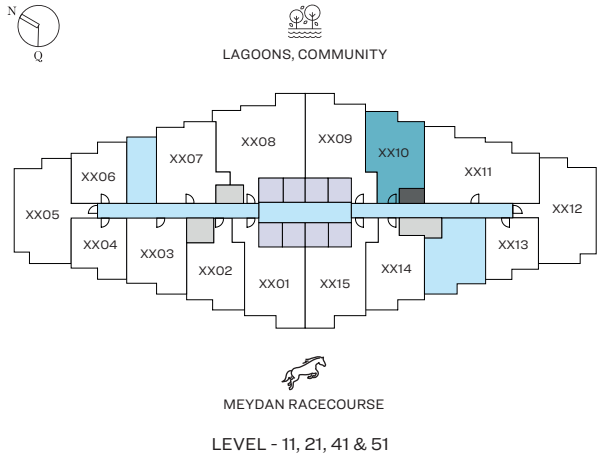 N
Q
LAGOONS, COMMUNITY
XX08
XX09
XX07
XX10
XX06
XX11
XX05
XX12
XX04
XX03
XX02
XX01
XX15
XX14
XX13
MEYDAN RACECOURSE
LEVEL - 11, 21, 41 & 51